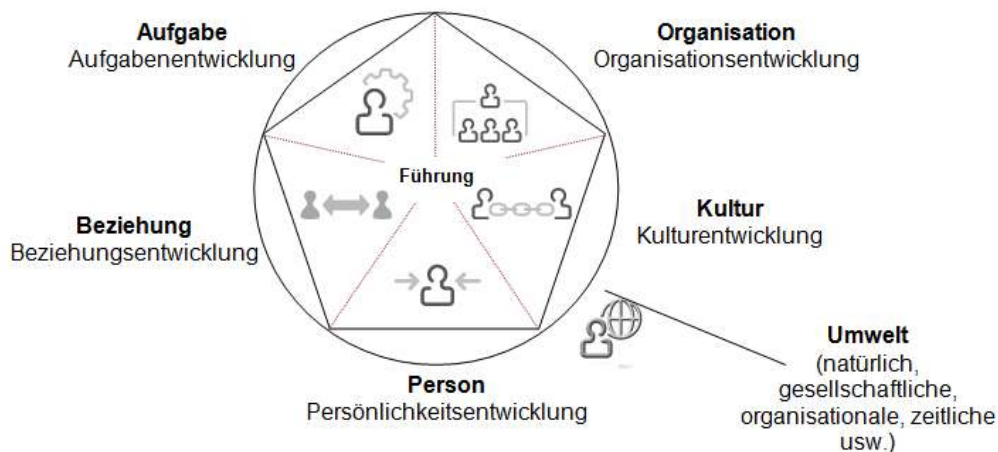 Aufgabe
Aufgabenentwicklung
Organisation
Organisationsentwicklung
Führung
Beziehung
Beziehungsentwicklung
Kultur
Kulturentwicklung
Person
Persönlichkeitsentwicklung
Umwelt
(natürlich,
gesellschaftliche,
organisationale, zeitliche
usw.)